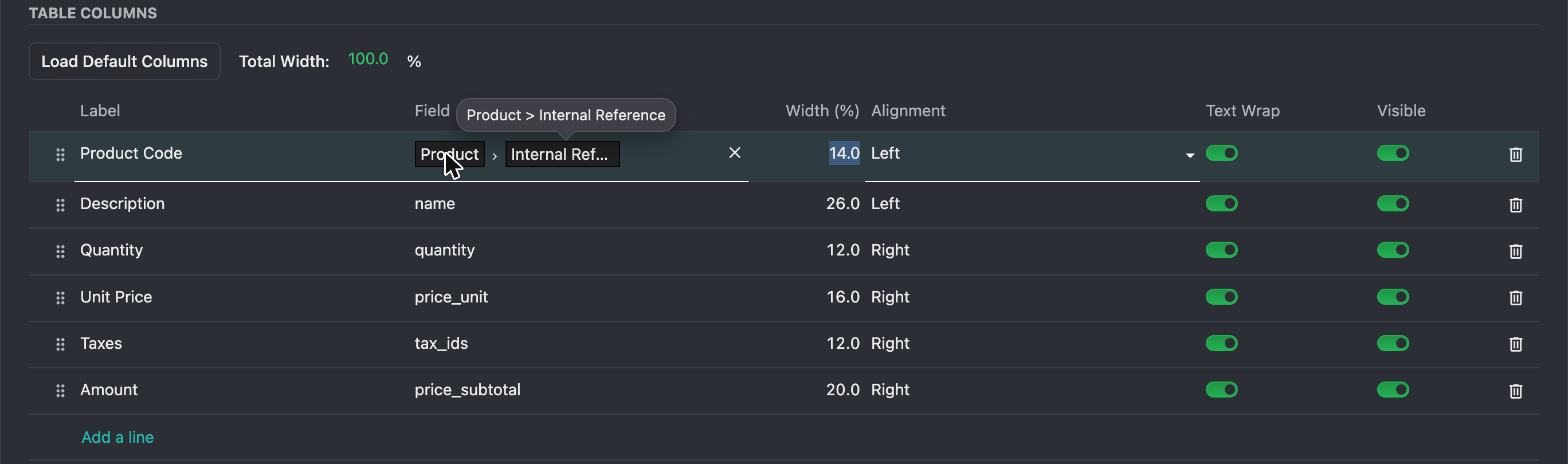 TABLE COLUMNS
Load Default Columns Total Width: 100.0 %
Label Field Width (%) Alignment Text Wrap Visible
Product > Internal Reference
Product Code Product › Internal Ref... 14.0 Left
Description name 26.0 Left
Quantity quantity 12.0 Right
Unit Price price_unit 16.0 Right
Taxes tax_ids 12.0 Right
Amount price_subtotal 20.0 Right
Add a line